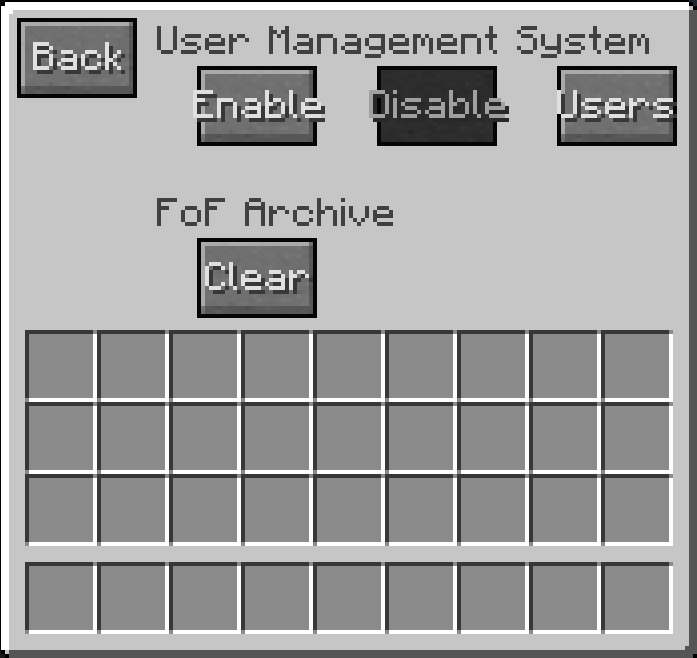 Back
User Management System
Enable Disable Users
FoF Archive
Clear